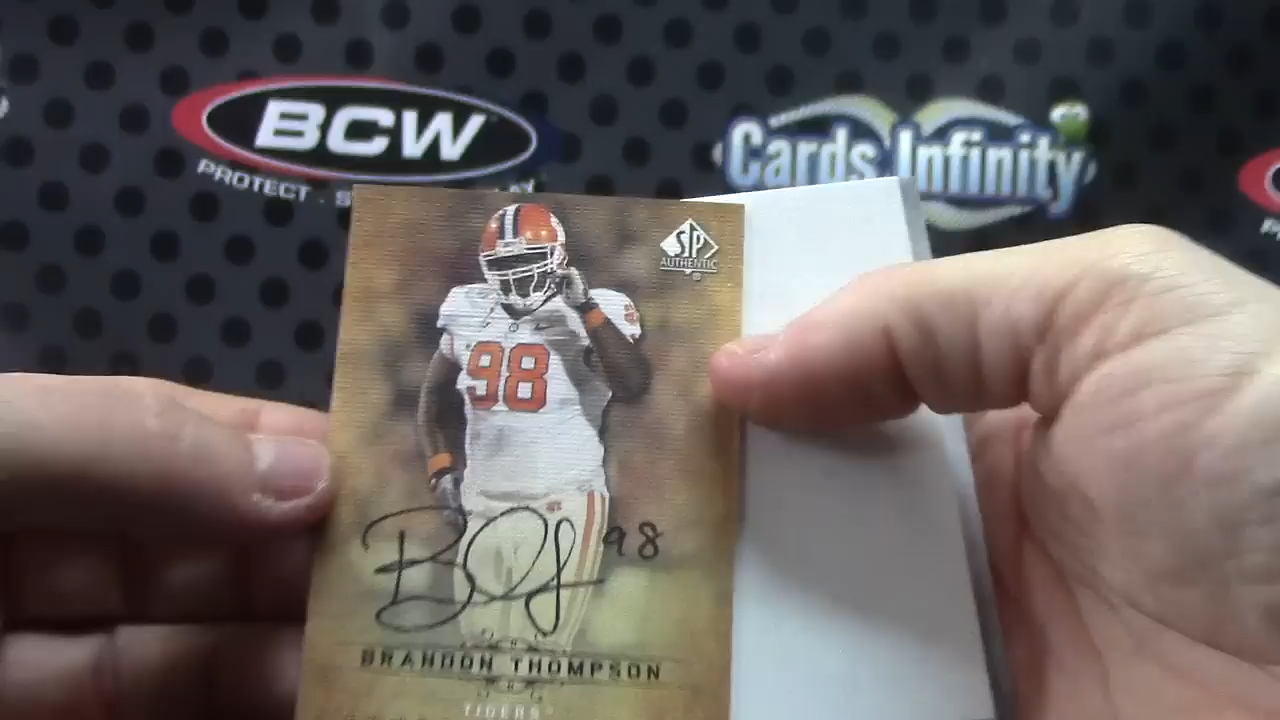 BCW
PROTECT . S
Cards Infinity
SP
AUTHENTIC
98
98
BRANDON THOMPSON
TIGERS